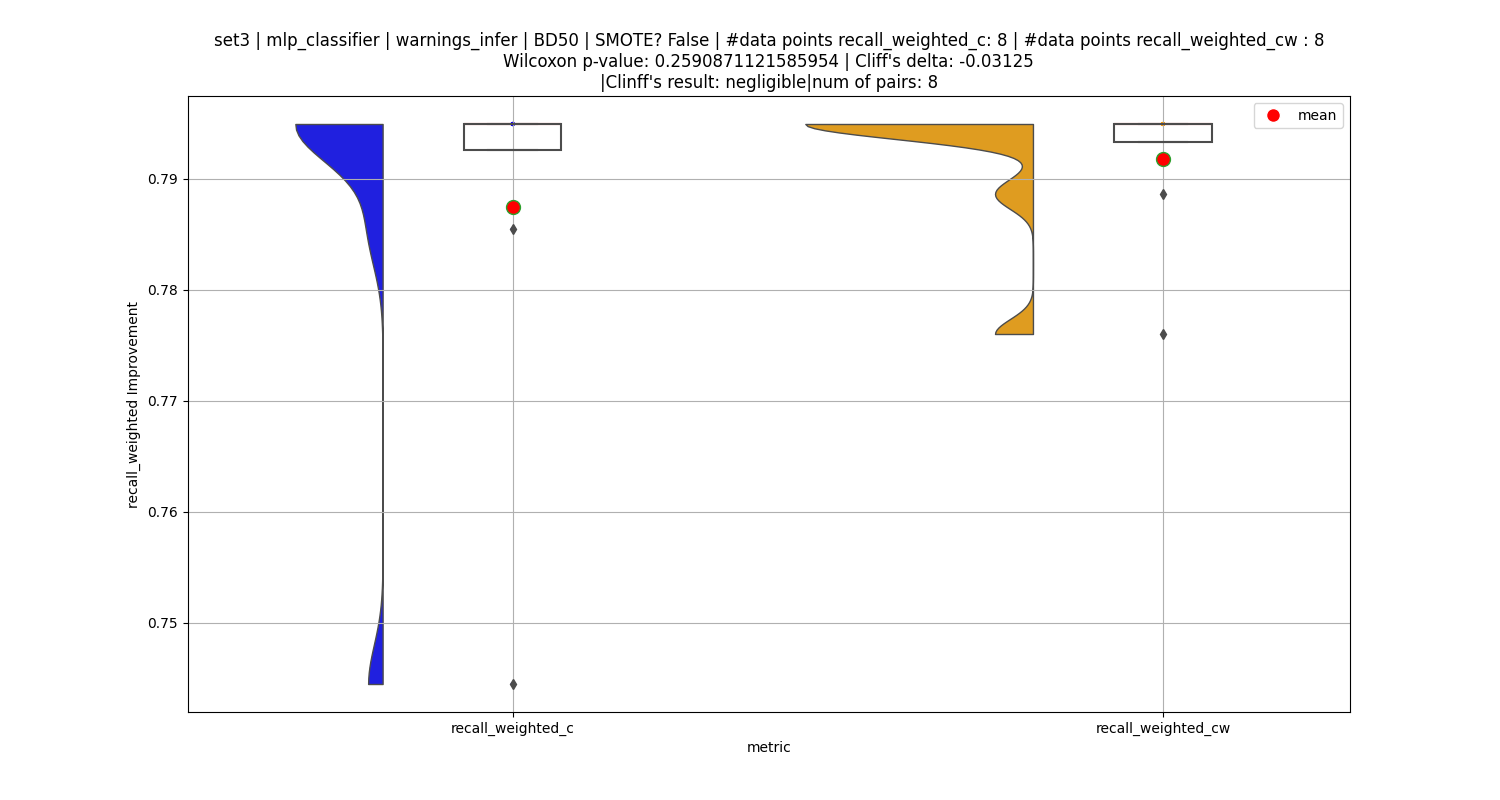 set3 | mlp_classifier | warnings_infer | BD50 | SMOTE? False | #data points recall_weighted_c: 8 | #data points recall_weighted_cw : 8
Wilcoxon p-value: 0.2590871121585954 | Cliff's delta: -0.03125
|Clinff's result: negligible|num of pairs: 8
mean
0.79
0.78
0.77
0.76
0.75
recall_weighted Improvement
recall_weighted_c
recall_weighted_cw
metric